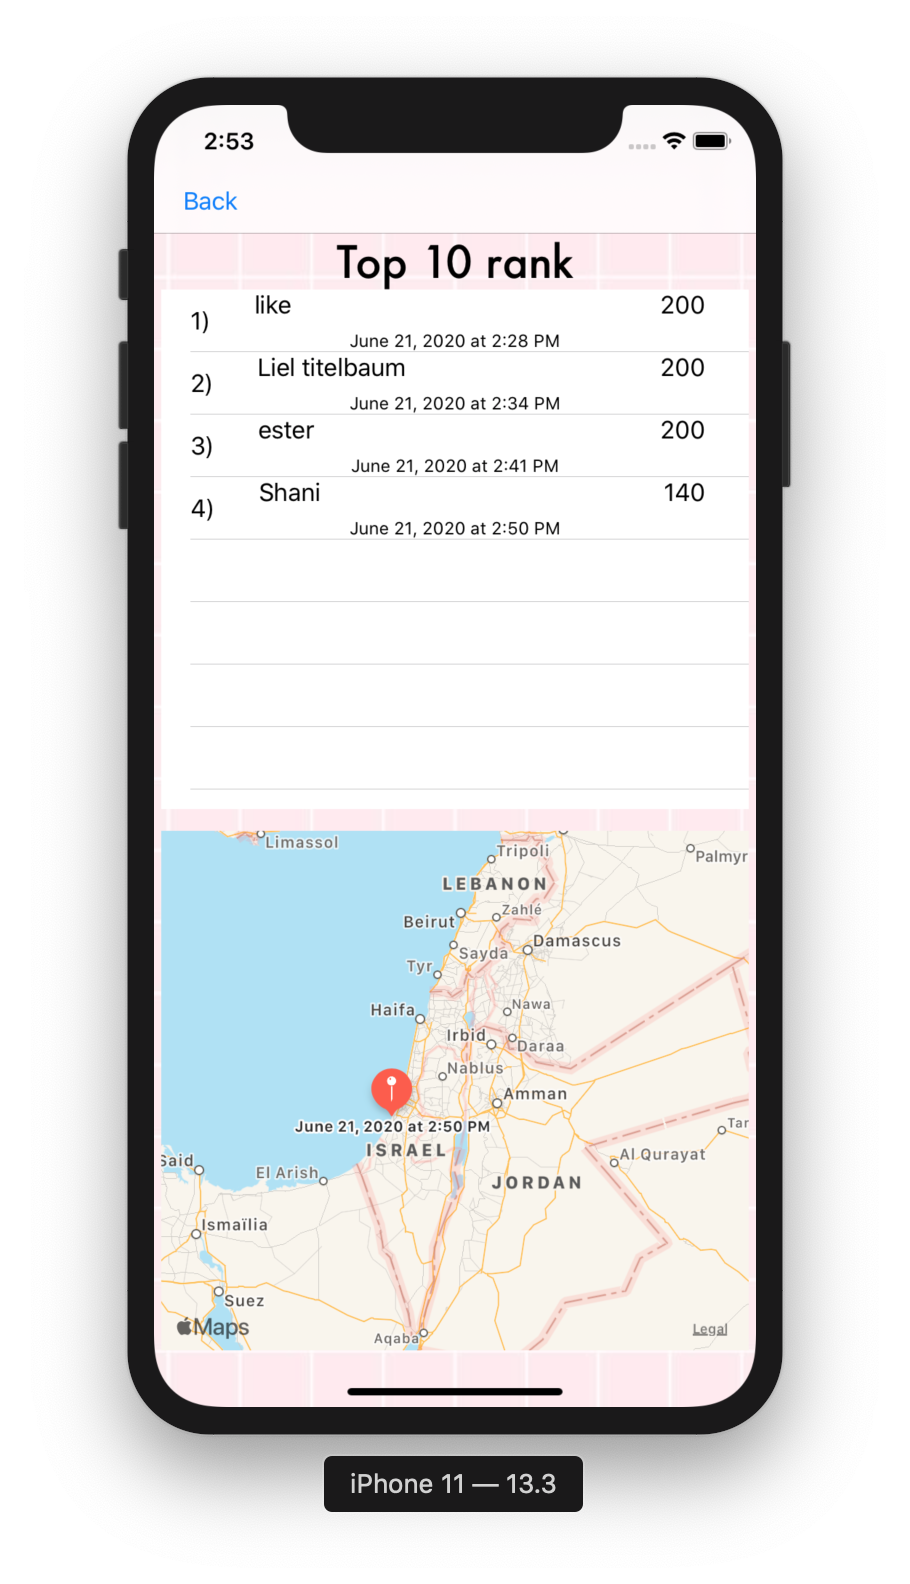 2:53
Back
Top 10 rank
1) like 200
June 21, 2020 at 2:28 PM
2) Liel titelbaum 200
June 21, 2020 at 2:34 PM
3) ester 200
June 21, 2020 at 2:41 PM
4) Shani 140
June 21, 2020 at 2:50 PM
Limassol
Tripoli
Palmyr
LEBANON
Zahlé
Beirut
Damascus
Sayda
Tyr
Nawa
Haifa
Irbid
Daraa
Nablus
Amman
June 21, 2020 at 2:50 PM
Tar
ISRAEL
Al Qurayat
Said
El Arish
JORDAN
Ismaïlia
Suez
Maps
Legal
Aqaba
iPhone 11 — 13.3